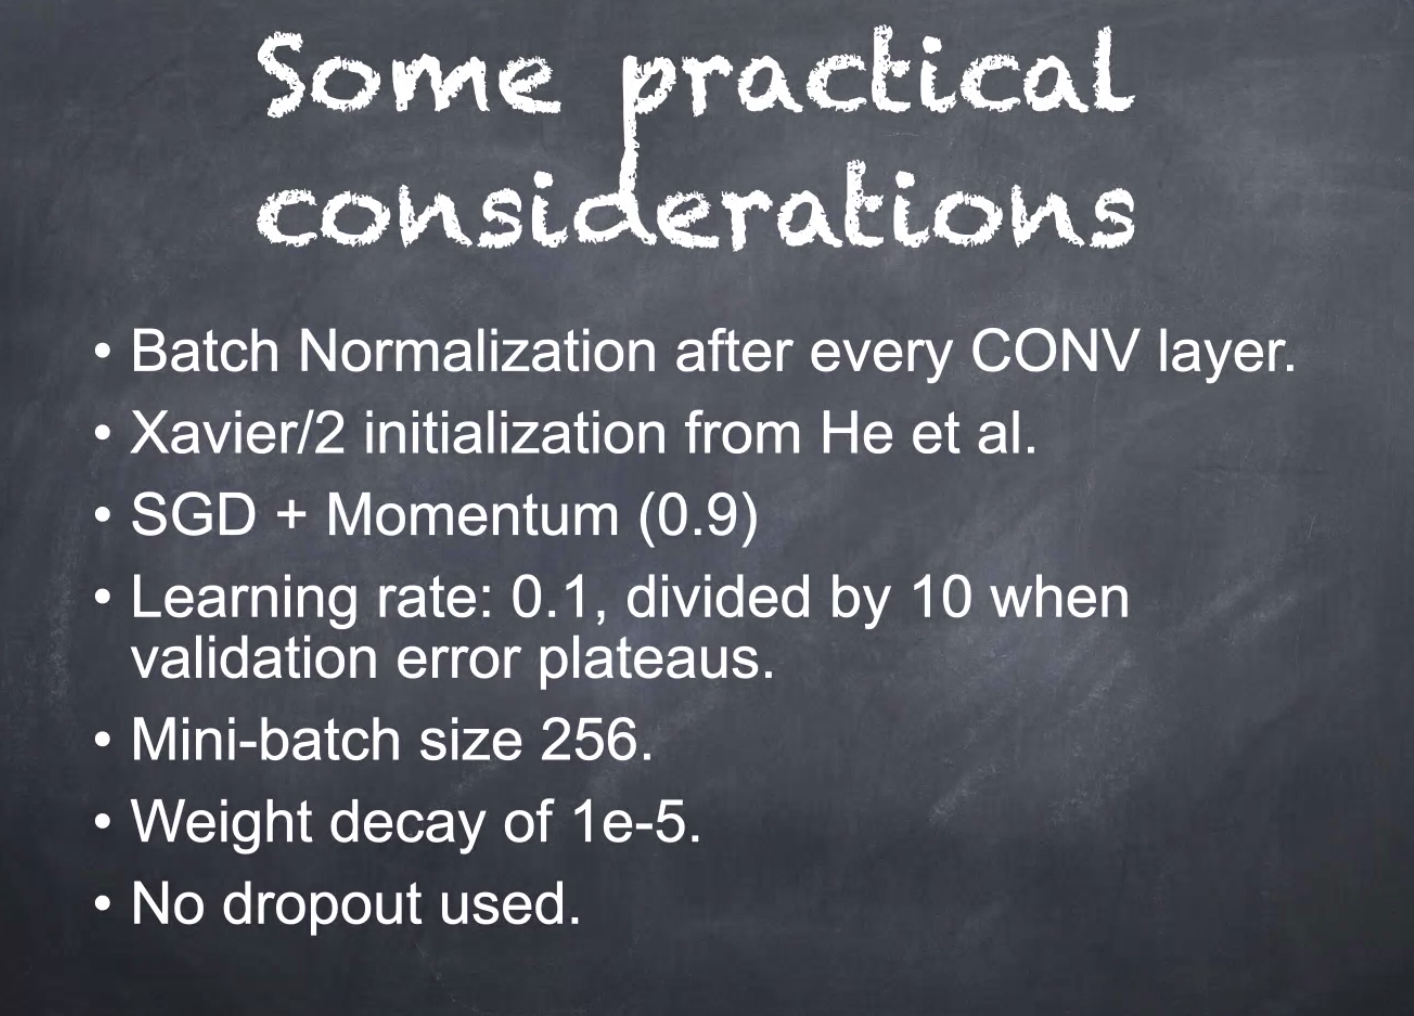 Some practical
considerations
• Batch Normalization after every CONV layer.
• Xavier/2 initialization from He et al.
• SGD + Momentum (0.9)
• Learning rate: 0.1, divided by 10 when
validation error plateaus.
• Mini-batch size 256.
• Weight decay of 1e-5.
• No dropout used.